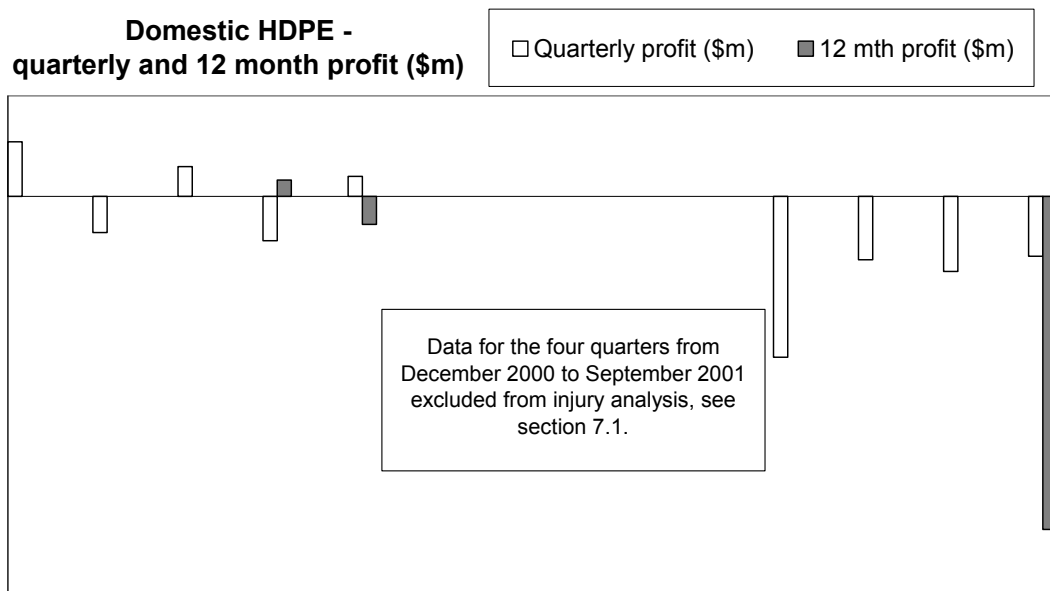 Domestic HDPE -
quarterly and 12 month profit ($m)
Quarterly profit ($m)
12 mth profit ($m)
Data for the four quarters from
December 2000 to September 2001
excluded from injury analysis, see
section 7.1.